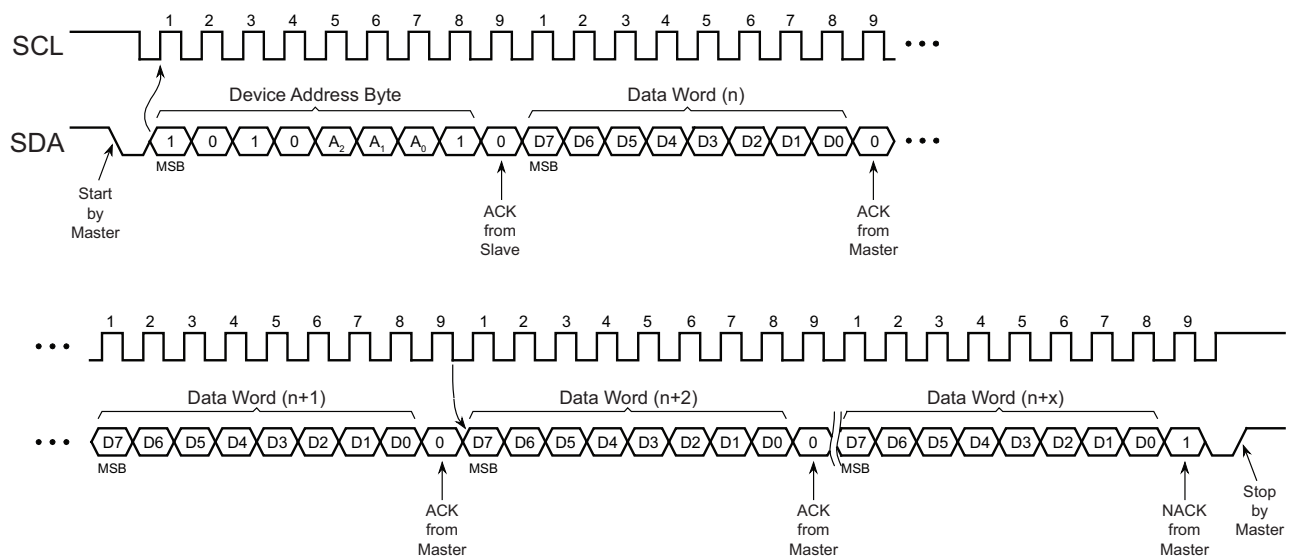 1 2 3 4 5 6 7 8 9 1 2 3 4 5 6 7 8 9
SCL
Device Address Byte Data Word (n)
SDA 1 0 1 0 A₂ A₁ A₀ 1 0 D7 D6 D5 D4 D3 D2 D1 D0 0
MSB MSB
Start
by
Master
ACK
from
Slave
ACK
from
Master
1 2 3 4 5 6 7 8 9 1 2 3 4 5 6 7 8 9 1 2 3 4 5 6 7 8 9
Data Word (n+1) Data Word (n+2) Data Word (n+x)
D7 D6 D5 D4 D3 D2 D1 D0 0 D7 D6 D5 D4 D3 D2 D1 D0 0 D7 D6 D5 D4 D3 D2 D1 D0 1
MSB MSB MSB
ACK
from
Master
ACK
from
Master
NACK
from
Master
Stop
by
Master